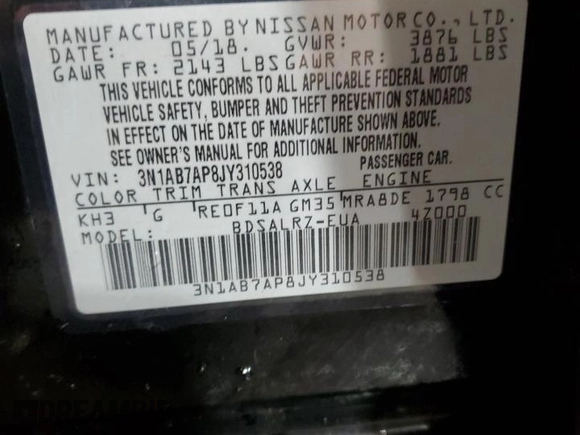 MANUFACTURED BY NISSAN MOTOR CO., LTD.
DATE: 05/18. GVWR: 3876 LBS
GAWR FR: 2143 LBS GAWR RR: 1881 LBS
THIS VEHICLE CONFORMS TO ALL APPLICABLE FEDERAL MOTOR
VEHICLE SAFETY, BUMPER AND THEFT PREVENTION STANDARDS
IN EFFECT ON THE DATE OF MANUFACTURE SHOWN ABOVE.
SEE OWNER'S MANUAL FOR ADDITIONAL INFORMATION.
VIN: 3N1AB7AP8JY310538 PASSENGER CAR.
COLOR TRIM TRANS AXLE ENGINE
KH3 G RE0F11A GM35 MRA8DE 1798 CC
MODEL: BDSALRZ-EUA 4Z000
3N1AB7AP8JY310538